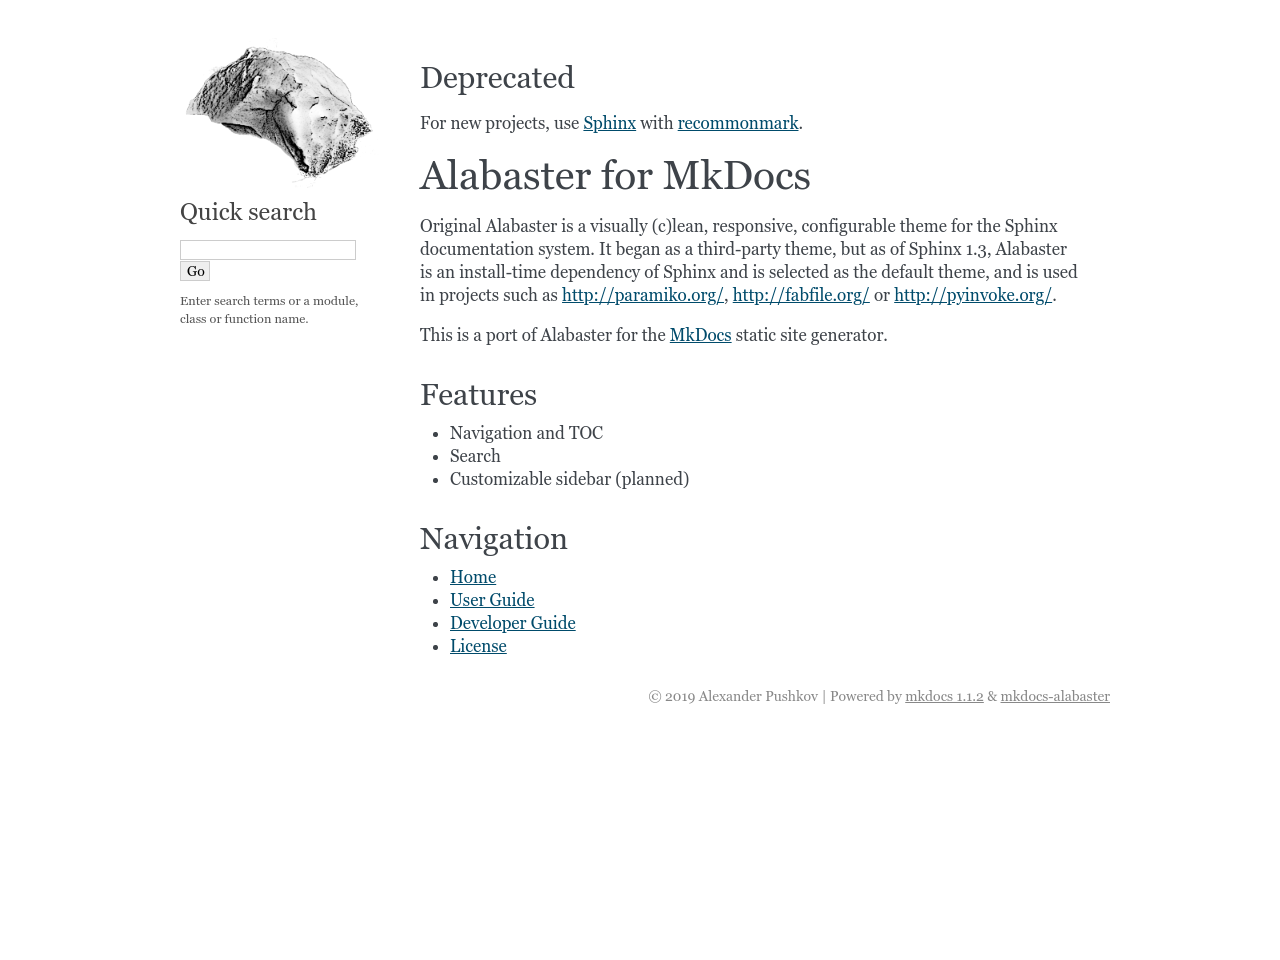 Quick search
Go
Enter search terms or a module,
class or function name.
Deprecated
For new projects, use Sphinx with recommonmark.
Alabaster for MkDocs
Original Alabaster is a visually (c)lean, responsive, configurable theme for the Sphinx
documentation system. It began as a third-party theme, but as of Sphinx 1.3, Alabaster
is an install-time dependency of Sphinx and is selected as the default theme, and is used
in projects such as http://paramiko.org/, http://fabfile.org/ or http://pyinvoke.org/.
This is a port of Alabaster for the MkDocs static site generator.
Features
• Navigation and TOC
• Search
• Customizable sidebar (planned)
Navigation
• Home
• User Guide
• Developer Guide
• License
© 2019 Alexander Pushkov | Powered by mkdocs 1.1.2 & mkdocs-alabaster